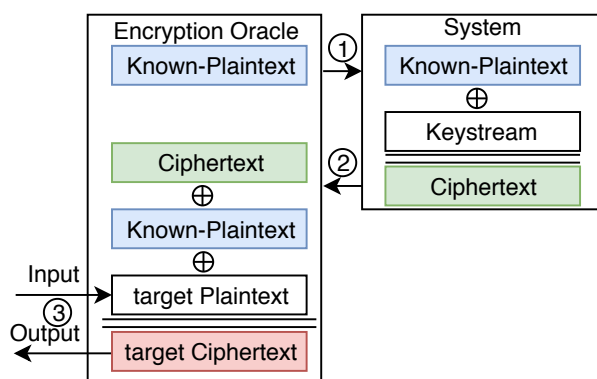 Encryption Oracle
Known-Plaintext
Ciphertext
⊕
Known-Plaintext
⊕
target Plaintext
target Ciphertext
1
2
System
Known-Plaintext
⊕
Keystream
Ciphertext
Input
3
Output